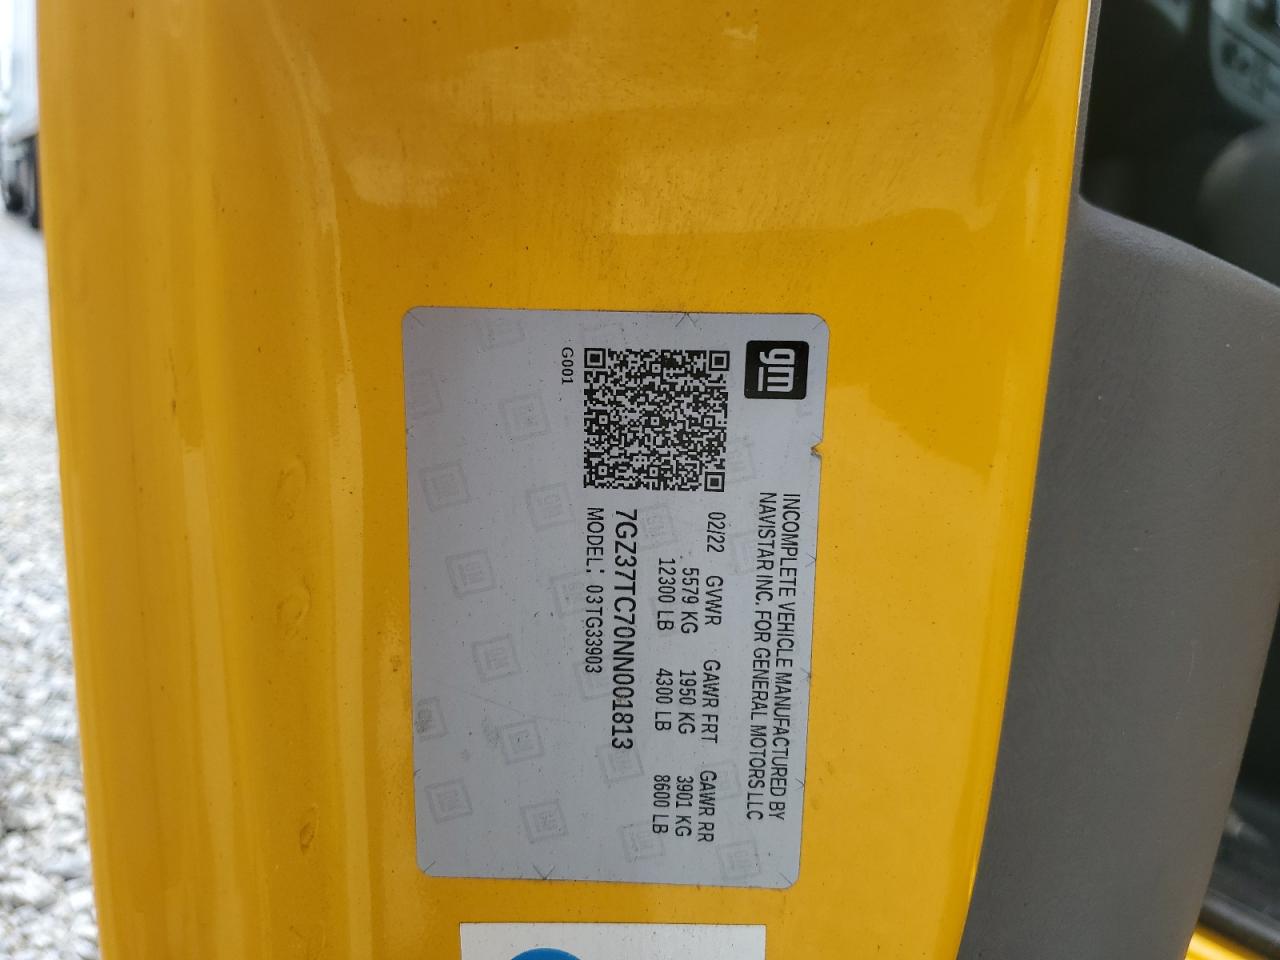 gm
INCOMPLETE VEHICLE MANUFACTURED BY
NAVISTAR INC. FOR GENERAL MOTORS LLC
02/22 GVWR GAWR FRT GAWR RR
5579 KG 1950 KG 3901 KG
12300 LB 4300 LB 8600 LB
7GZ37TC70NN001813
MODEL: 03TG33903
G001